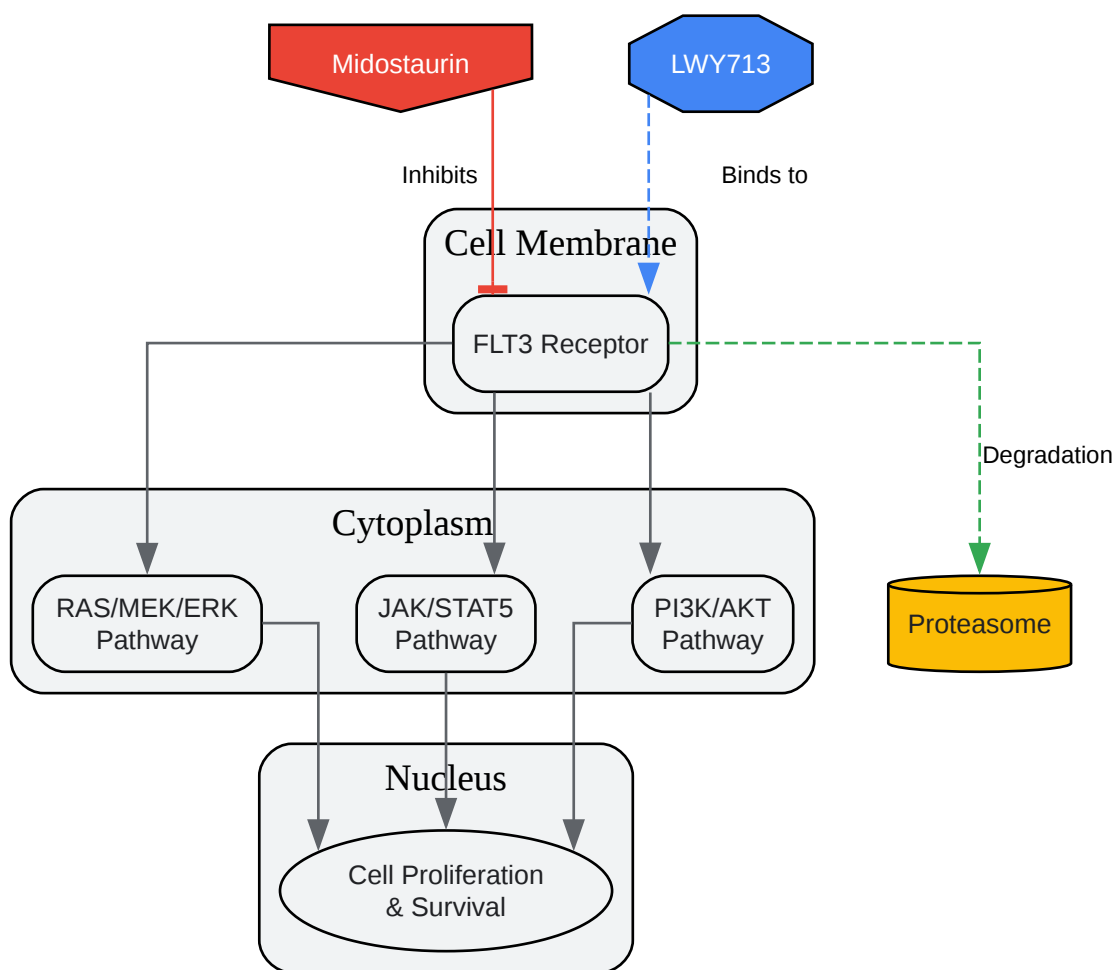 Midostaurin
LWY713
Inhibits
Binds to
Cell Membrane
FLT3 Receptor
Degradation
Cytoplasm
RAS/MEK/ERK
Pathway
JAK/STAT5
Pathway
PI3K/AKT
Pathway
Proteasome
Nucleus
Cell Proliferation
& Survival